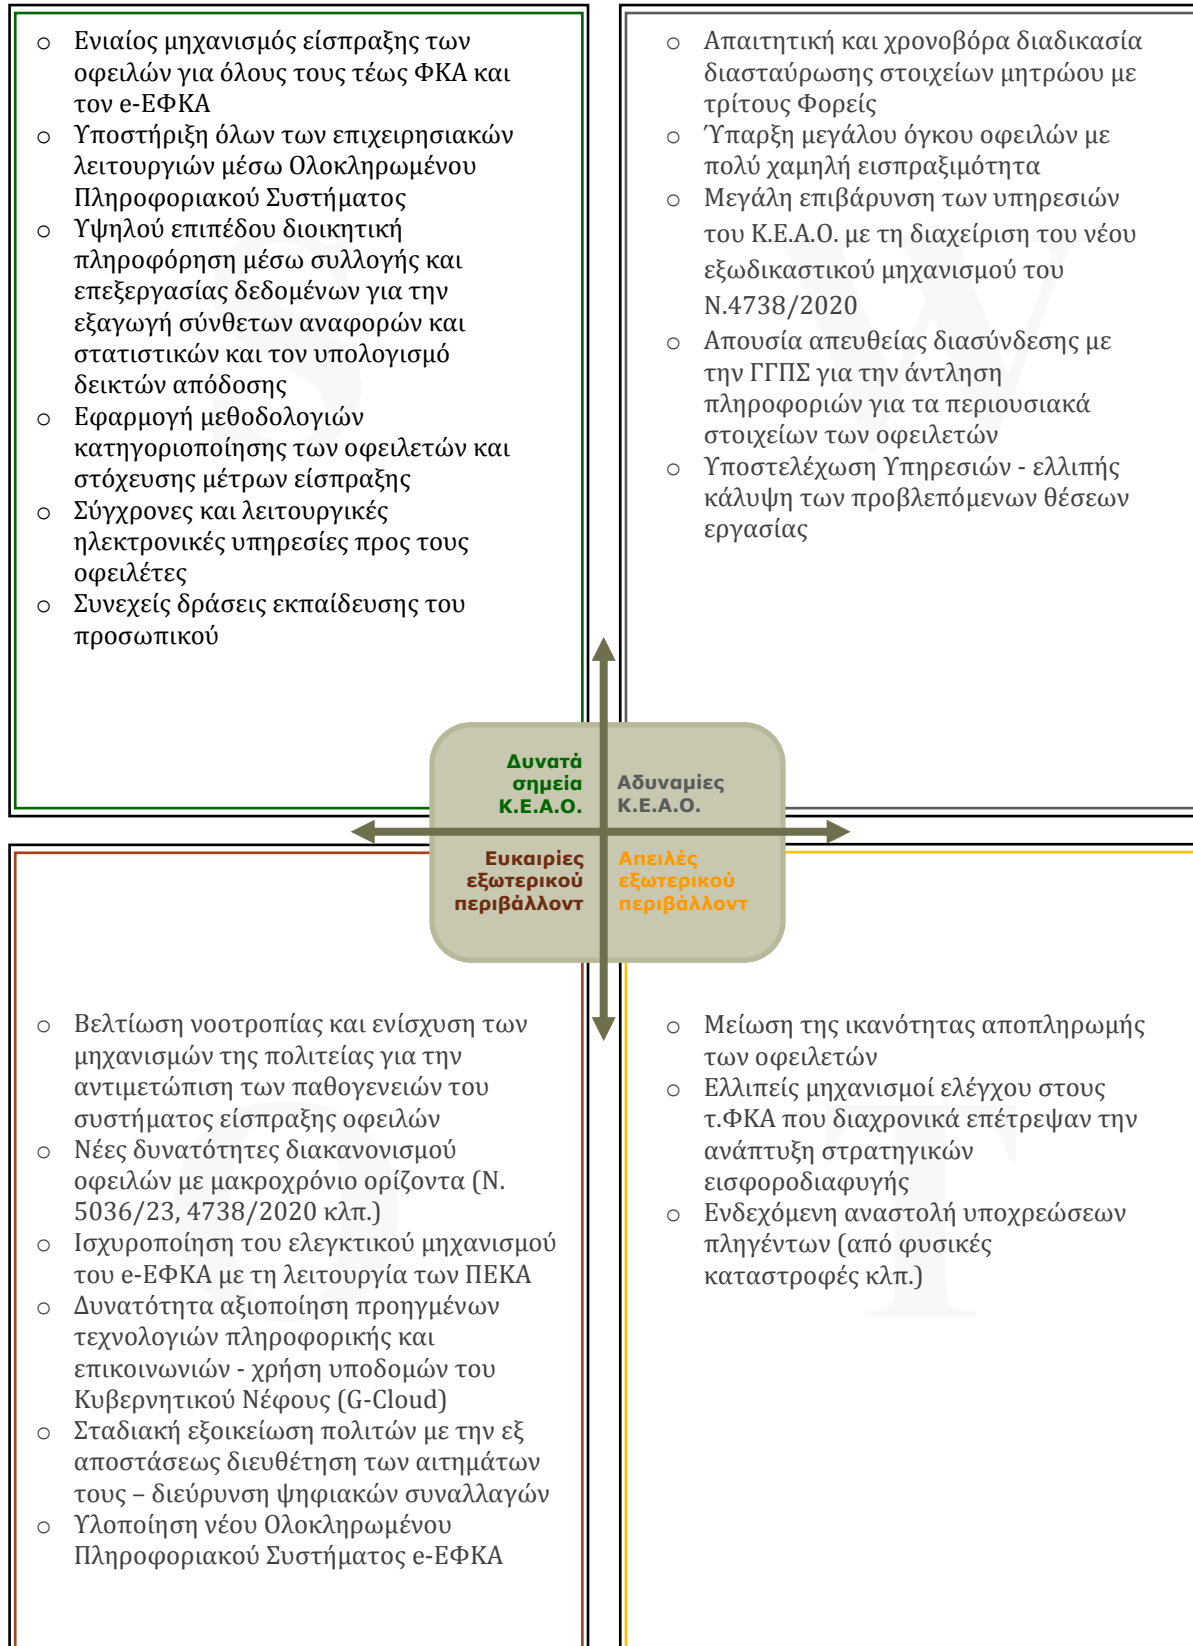 ο Ενιαίος μηχανισμός είσπραξης των
οφειλών για όλους τους τέως ΦΚΑ και
τον e-ΕΦΚΑ
ο Υποστήριξη όλων των επιχειρησιακών
λειτουργιών μέσω Ολοκληρωμένου
Πληροφοριακού Συστήματος
ο Υψηλού επιπέδου διοικητική
πληροφόρηση μέσω συλλογής και
επεξεργασίας δεδομένων για την
εξαγωγή σύνθετων αναφορών και
στατιστικών και τον υπολογισμό
δεικτών απόδοσης
ο Εφαρμογή μεθοδολογιών
κατηγοριοποίησης των οφειλετών και
στόχευσης μέτρων είσπραξης
ο Σύγχρονες και λειτουργικές
ηλεκτρονικές υπηρεσίες προς τους
οφειλέτες
ο Συνεχείς δράσεις εκπαίδευσης του
προσωπικού
S
ο Απαιτητική και χρονοβόρα διαδικασία
διασταύρωσης στοιχείων μητρώου με
τρίτους Φορείς
ο Ύπαρξη μεγάλου όγκου οφειλών με
πολύ χαμηλή εισπραξιμότητα
ο Μεγάλη επιβάρυνση των υπηρεσιών
του Κ.Ε.Α.Ο. με τη διαχείριση του νέου
εξωδικαστικού μηχανισμού του
Ν.4738/2020
ο Απουσία απευθείας διασύνδεσης με
την ΓΓΠΣ για την άντληση
πληροφοριών για τα περιουσιακά
στοιχείων των οφειλετών
ο Υποστελέχωση Υπηρεσιών - ελλιπής
κάλυψη των προβλεπόμενων θέσεων
εργασίας
W
Δυνατά
σημεία
Κ.Ε.Α.Ο.
Αδυναμίες
Κ.Ε.Α.Ο.
Ευκαιρίες
εξωτερικού
περιβάλλοντ
Απειλές
εξωτερικού
περιβάλλοντ
ο Βελτίωση νοοτροπίας και ενίσχυση των
μηχανισμών της πολιτείας για την
αντιμετώπιση των παθογενειών του
συστήματος είσπραξης οφειλών
ο Νέες δυνατότητες διακανονισμού
οφειλών με μακροχρόνιο ορίζοντα (Ν.
5036/23, 4738/2020 κλπ.)
ο Ισχυροποίηση του ελεγκτικού μηχανισμού
του e-ΕΦΚΑ με τη λειτουργία των ΠΕΚΑ
ο Δυνατότητα αξιοποίηση προηγμένων
τεχνολογιών πληροφορικής και
επικοινωνιών - χρήση υποδομών του
Κυβερνητικού Νέφους (G-Cloud)
ο Σταδιακή εξοικείωση πολιτών με την εξ
αποστάσεως διευθέτηση των αιτημάτων
τους – διεύρυνση ψηφιακών συναλλαγών
ο Υλοποίηση νέου Ολοκληρωμένου
Πληροφοριακού Συστήματος e-ΕΦΚΑ
O
ο Μείωση της ικανότητας αποπληρωμής
των οφειλετών
ο Ελλιπείς μηχανισμοί ελέγχου στους
τ.ΦΚΑ που διαχρονικά επέτρεψαν την
ανάπτυξη στρατηγικών
εισφοροδιαφυγής
ο Ενδεχόμενη αναστολή υποχρεώσεων
πληγέντων (από φυσικές
καταστροφές κλπ.)
T